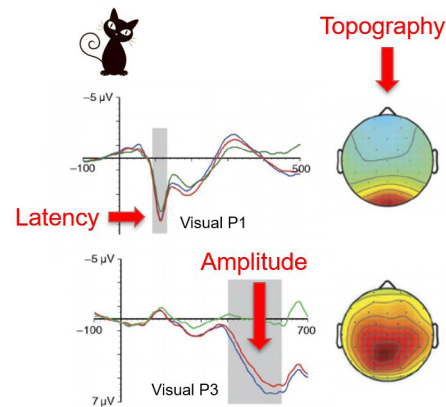 Topography
–5 µV
–100
500
Latency
Visual P1
–5 µV
Amplitude
–100
700
Visual P3
7 µV